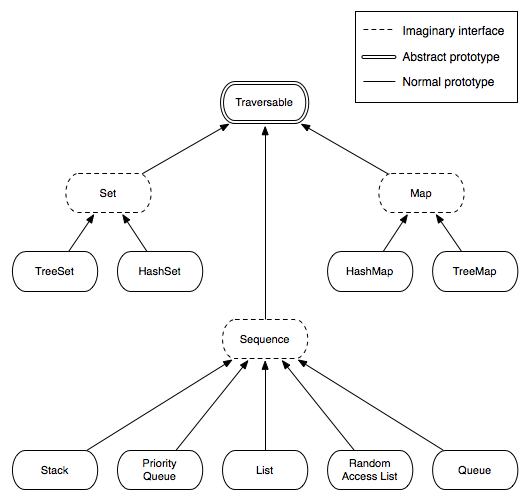 Imaginary interface
Abstract prototype
Normal prototype
Traversable
Set
Map
TreeSet
HashSet
HashMap
TreeMap
Sequence
Stack
Priority
Queue
List
Random
Access List
Queue